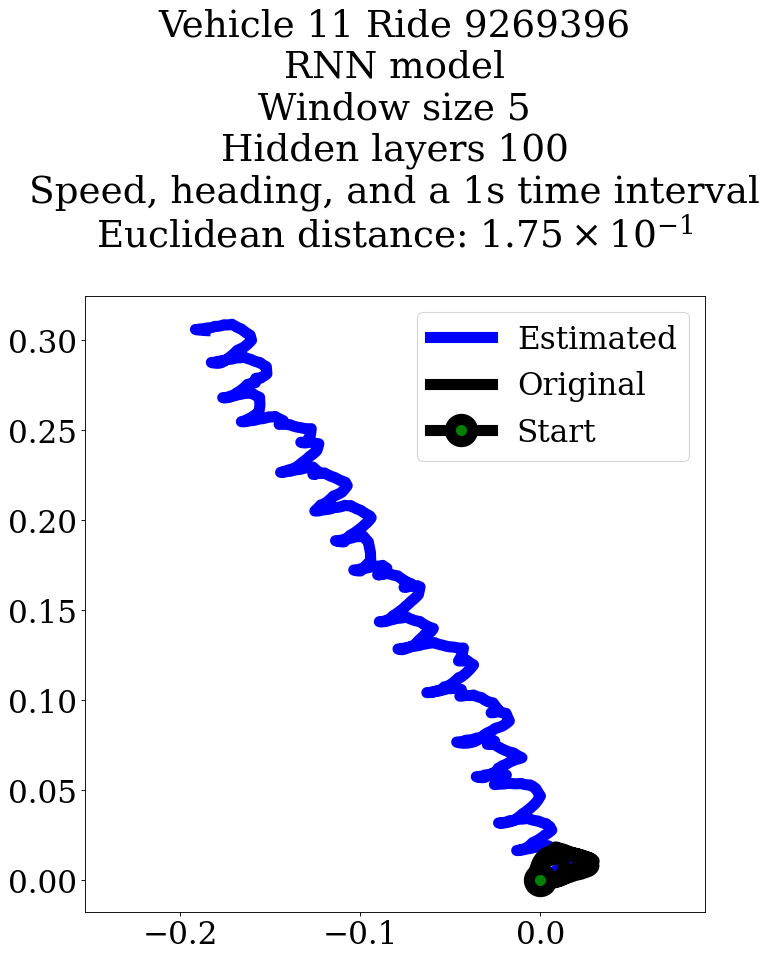 Vehicle 11 Ride 9269396
RNN model
Window size 5
Hidden layers 100
Speed, heading, and a 1s time interval
Euclidean distance: 1.75 × 10⁻¹
Estimated
Original
Start
0.30
0.25
0.20
0.15
0.10
0.05
0.00
−0.2 −0.1 0.0